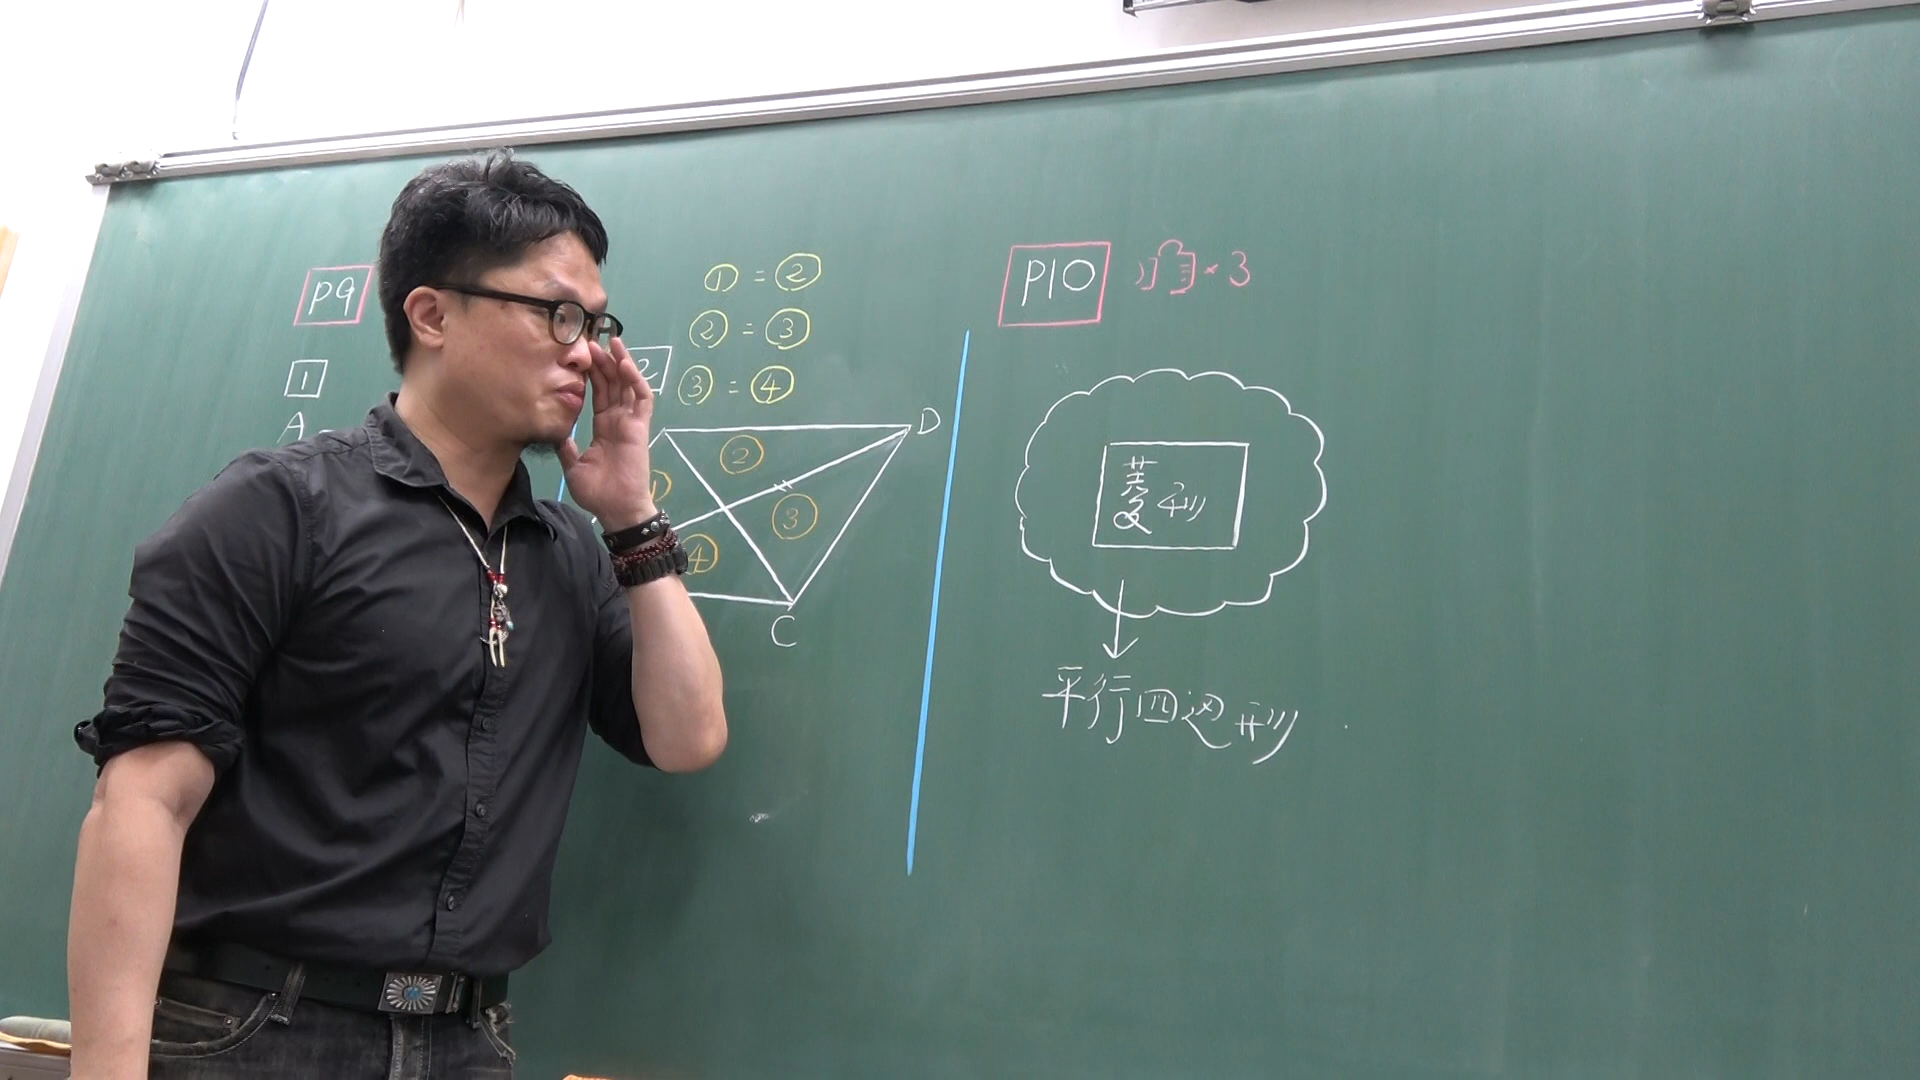 P9
1
A
① = ②
② = ③
2
③ = ④
D
②
①
③
④
C
P10
× 3
菱形
平行四边形